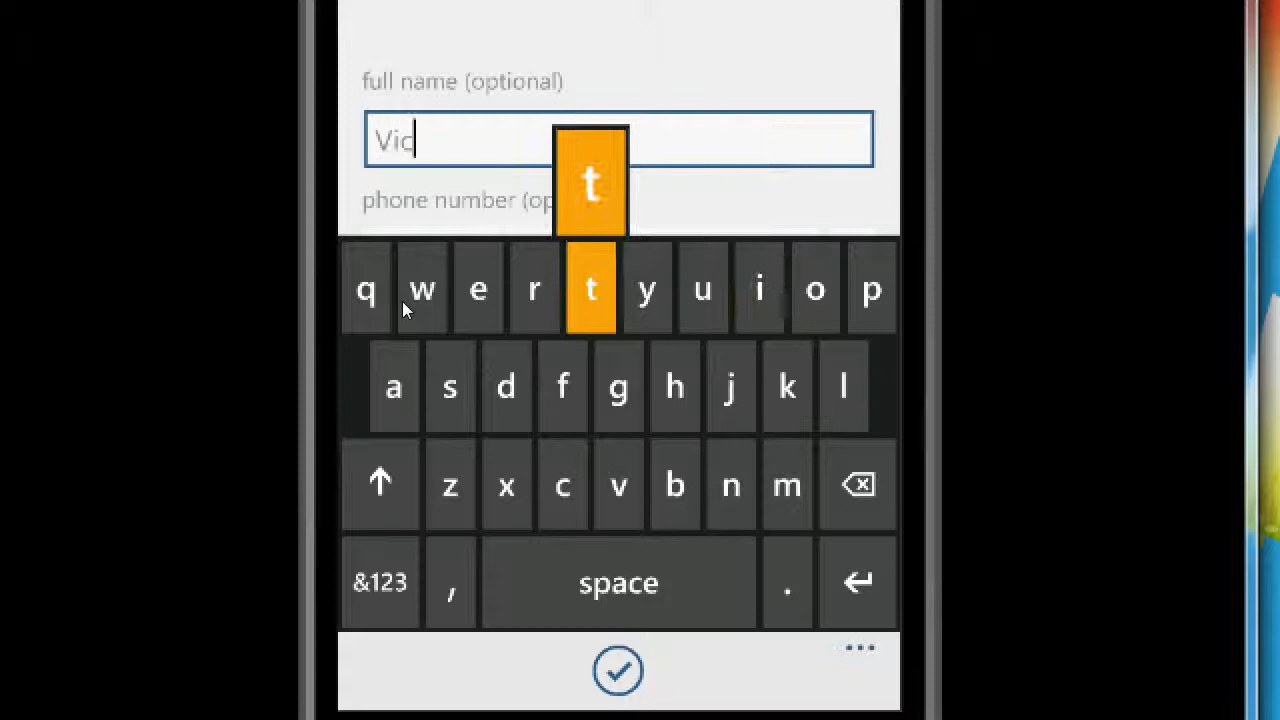 full name (optional)
Vic
t
phone number (op
q w e r t y u i o p
a s d f g h j k l
z x c v b n m
&123 , space .